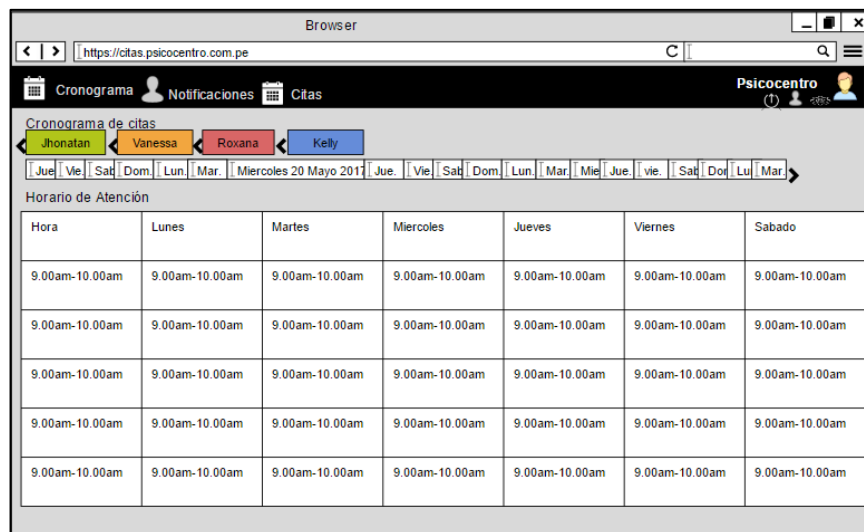 Browser
https://citas.psicocentro.com.pe
Cronograma Notificaciones Citas Psicocentro
Cronograma de citas
Jhonatan Vanessa Roxana Kelly
Jue Vie. Sab Dom. Lun. Mar. Miercoles 20 Mayo 2017 Jue. Vie. Sab Dom. Lun. Mar. Mie Jue. vie. Sab Dor Lu Mar.
Horario de Atención
Hora Lunes Martes Miercoles Jueves Viernes Sabado
9.00am-10.00am 9.00am-10.00am 9.00am-10.00am 9.00am-10.00am 9.00am-10.00am 9.00am-10.00am 9.00am-10.00am
9.00am-10.00am 9.00am-10.00am 9.00am-10.00am 9.00am-10.00am 9.00am-10.00am 9.00am-10.00am 9.00am-10.00am
9.00am-10.00am 9.00am-10.00am 9.00am-10.00am 9.00am-10.00am 9.00am-10.00am 9.00am-10.00am 9.00am-10.00am
9.00am-10.00am 9.00am-10.00am 9.00am-10.00am 9.00am-10.00am 9.00am-10.00am 9.00am-10.00am 9.00am-10.00am
9.00am-10.00am 9.00am-10.00am 9.00am-10.00am 9.00am-10.00am 9.00am-10.00am 9.00am-10.00am 9.00am-10.00am